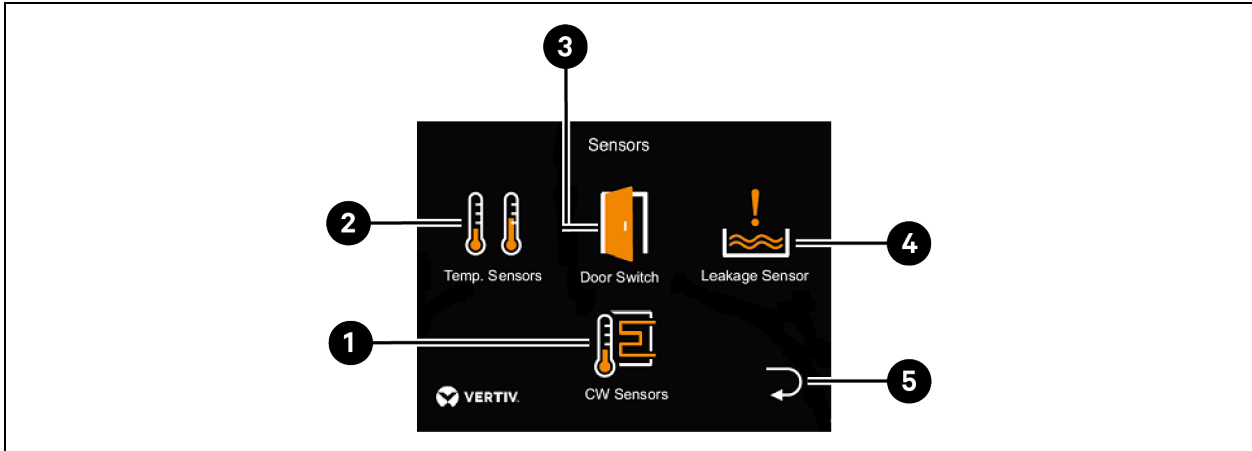 3
Sensors
2
4
Temp. Sensors
Door Switch
Leakage Sensor
1
5
CW Sensors
VERTIV.